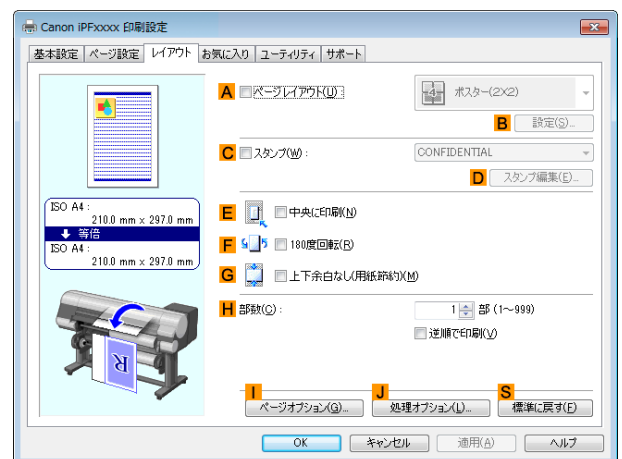 Canon iPFxxxx 印刷設定
基本設定 ページ設定 レイアウト お気に入り ユーティリティ サポート
A ページレイアウト(U): 4 ポスター(2×2)
B 設定(S)...
C スタンプ(W): CONFIDENTIAL
D スタンプ編集(E)...
ISO A4:
210.0 mm x 297.0 mm
等倍
ISO A4:
210.0 mm x 297.0 mm
E 中央に印刷(N)
F 180度回転(R)
G 上下余白なし(用紙節約)(M)
H 部数(C): 1 部 (1～999)
逆順で印刷(V)
R
I J S
ページオプション(G)... 処理オプション(L)... 標準に戻す(F)
OK キャンセル 適用(A) ヘルプ